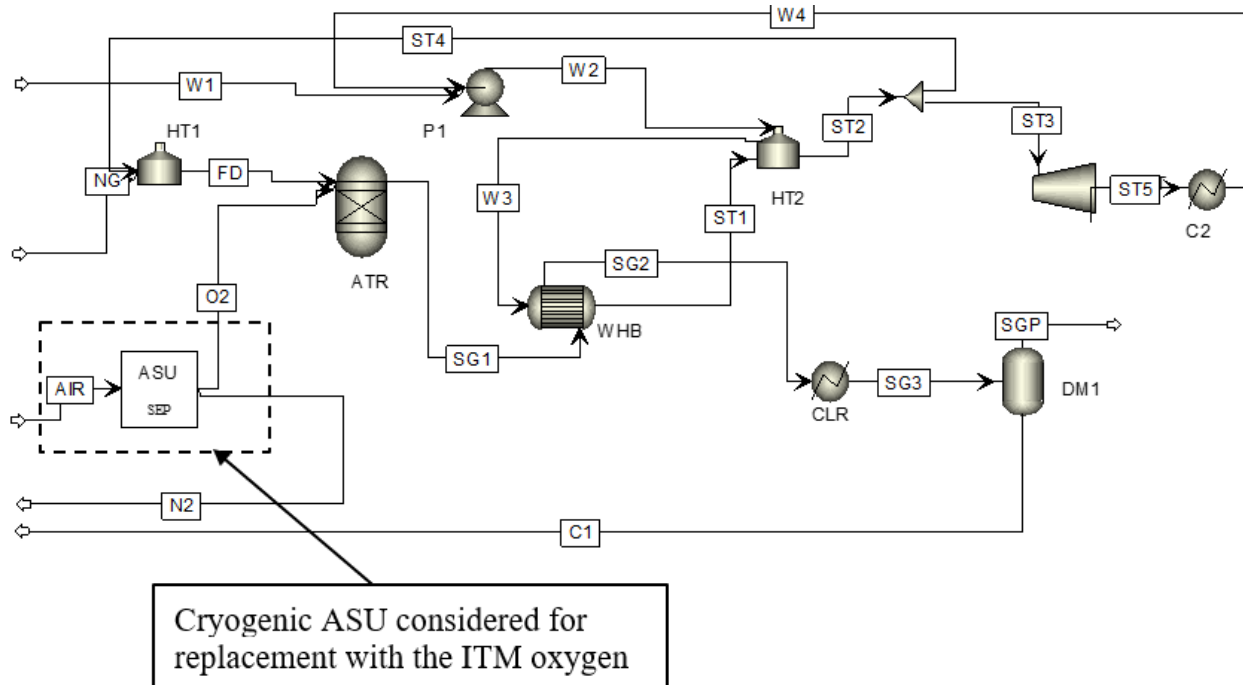 W4
ST4
W1
W2
P1
ST2
ST3
HT1
NG
FD
W3
ST1
HT2
ST5
C2
ATR
SG2
O2
WHB
SG1
SGP
AIR
ASU
SEP
CLR
SG3
DM1
N2
C1
Cryogenic ASU considered for
replacement with the ITM oxygen